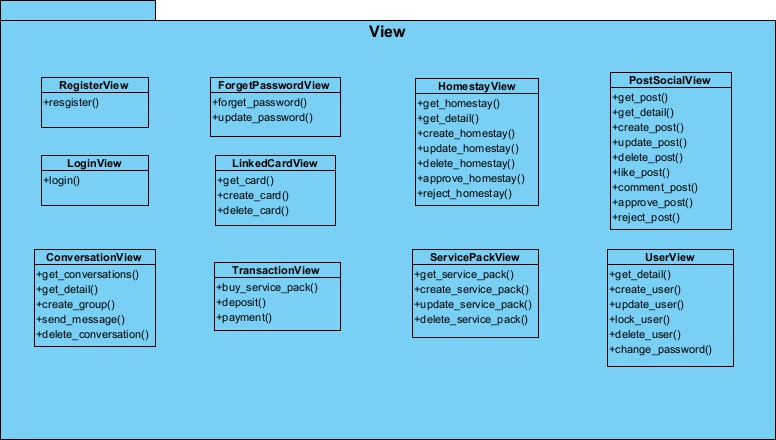 View
RegisterView
+resgister()
ForgetPasswordView
+forget_password()
+update_password()
HomestayView
+get_homestay()
+get_detail()
+create_homestay()
+update_homestay()
+delete_homestay()
+approve_homestay()
+reject_homestay()
PostSocialView
+get_post()
+get_detail()
+create_post()
+update_post()
+delete_post()
+like_post()
+comment_post()
+approve_post()
+reject_post()
LoginView
+login()
LinkedCardView
+get_card()
+create_card()
+delete_card()
ConversationView
+get_conversations()
+get_detail()
+create_group()
+send_message()
+delete_conversation()
TransactionView
+buy_service_pack()
+deposit()
+payment()
ServicePackView
+get_service_pack()
+create_service_pack()
+update_service_pack()
+delete_service_pack()
UserView
+get_detail()
+create_user()
+update_user()
+lock_user()
+delete_user()
+change_password()